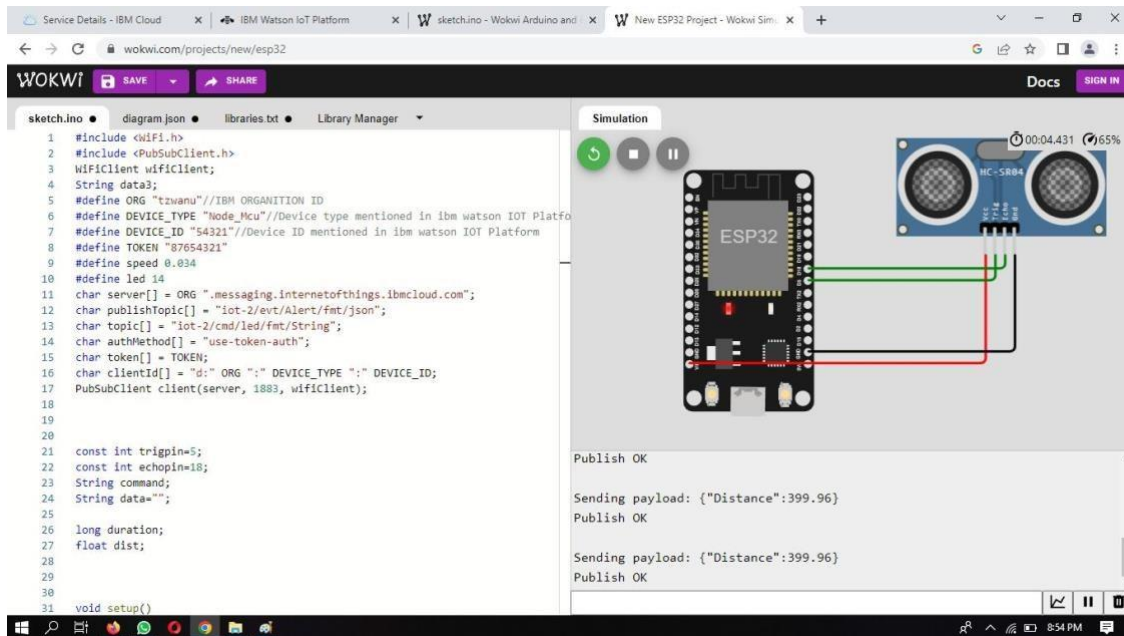 Service Details - IBM Cloud
IBM Watson IoT Platform
sketch.ino - Wokwi Arduino and
New ESP32 Project - Wokwi Sim
wokwi.com/projects/new/esp32
WOKWi SAVE SHARE Docs SIGN IN
sketch.ino diagram.json libraries.txt Library Manager
1 #include <WiFi.h>
2 #include <PubSubClient.h>
3 WiFiClient wifiClient;
4 String data3;
5 #define ORG "tzwanu"//IBM ORGANITION ID
6 #define DEVICE_TYPE "Node_Mcu"//Device type mentioned in ibm watson IOT Platfo
7 #define DEVICE_ID "54321"//Device ID mentioned in ibm watson IOT Platform
8 #define TOKEN "87654321"
9 #define speed 0.034
10 #define led 14
11 char server[] = ORG ".messaging.internetofthings.ibmcloud.com";
12 char publishTopic[] = "iot-2/evt/Alert/fmt/json";
13 char topic[] = "iot-2/cmd/led/fmt/String";
14 char authMethod[] = "use-token-auth";
15 char token[] = TOKEN;
16 char clientId[] = "d:" ORG ":" DEVICE_TYPE ":" DEVICE_ID;
17 PubSubClient client(server, 1883, wifiClient);
18
19
20
21 const int trigpin=5;
22 const int echopin=18;
23 String command;
24 String data="";
25
26 long duration;
27 float dist;
28
29
30
31 void setup()
Simulation
00:04.431 65%
HC-SR04
Vcc
Trig
Echo
Gnd
ESP32
Publish OK
Sending payload: {"Distance":399.96}
Publish OK
Sending payload: {"Distance":399.96}
Publish OK
8:54 PM